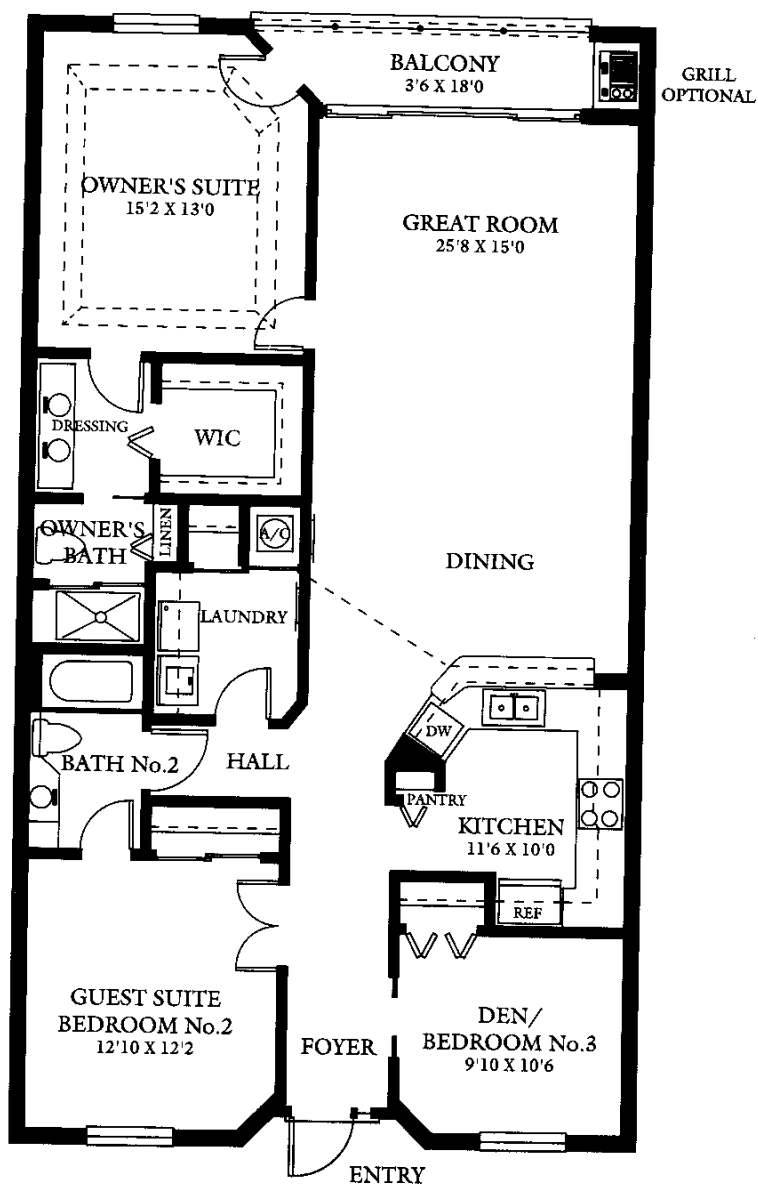 BALCONY
3'6 X 18'0
GRILL
OPTIONAL
OWNER'S SUITE
15'2 X 13'0
GREAT ROOM
25'8 X 15'0
DRESSING
WIC
OWNER'S
BATH
LINEN
A/C
DINING
LAUNDRY
DW
BATH No.2
HALL
PANTRY
KITCHEN
11'6 X 10'0
REF
GUEST SUITE
BEDROOM No.2
12'10 X 12'2
FOYER
DEN/
BEDROOM No.3
9'10 X 10'6
ENTRY